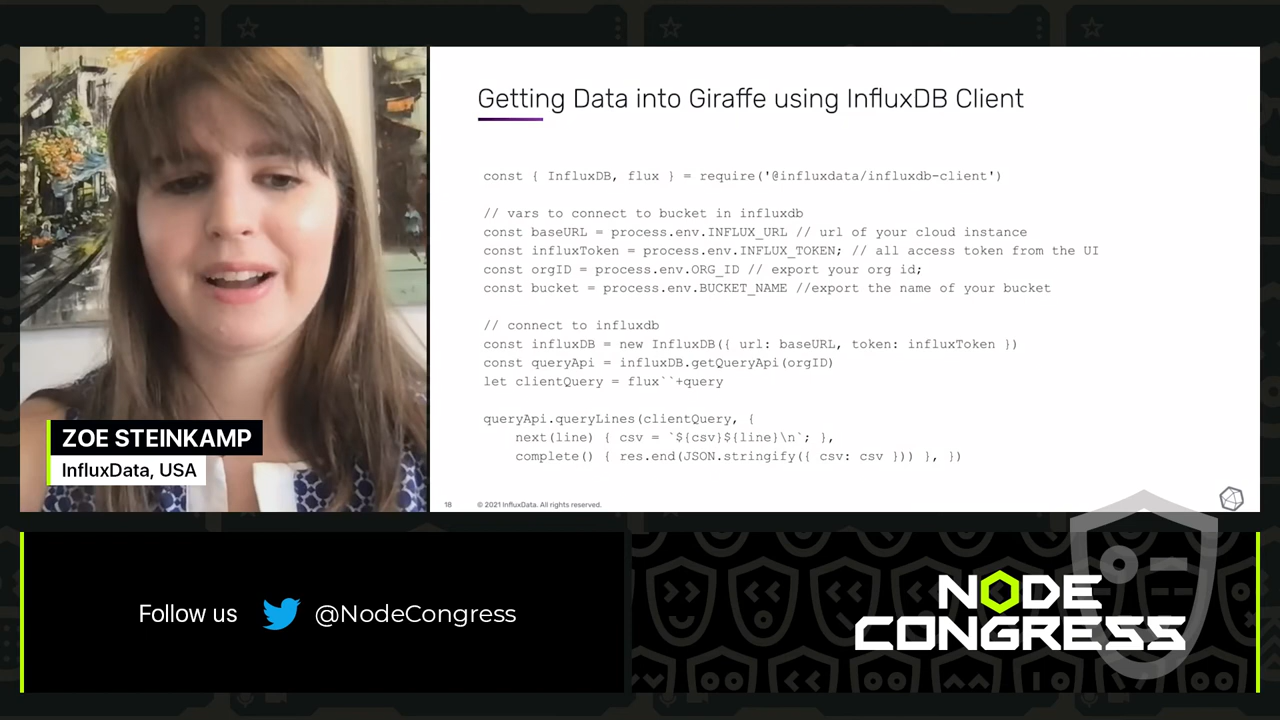 Getting Data into Giraffe using InfluxDB Client
const { InfluxDB, flux } = require('@influxdata/influxdb-client')
// vars to connect to bucket in influxdb
const baseURL = process.env.INFLUX_URL // url of your cloud instance
const influxToken = process.env.INFLUX_TOKEN; // all access token from the UI
const orgID = process.env.ORG_ID // export your org id;
const bucket = process.env.BUCKET_NAME //export the name of your bucket
// connect to influxdb
const influxDB = new InfluxDB({ url: baseURL, token: influxToken })
const queryApi = influxDB.getQueryApi(orgID)
let clientQuery = flux``+query
queryApi.queryLines(clientQuery, {
    next(line) { csv = `${csv}${line}\n`; },
    complete() { res.end(JSON.stringify({ csv: csv })) }, })
18 © 2021 InfluxData. All rights reserved.
ZOE STEINKAMP
InfluxData, USA
Follow us @NodeCongress
NODE
CONGRESS